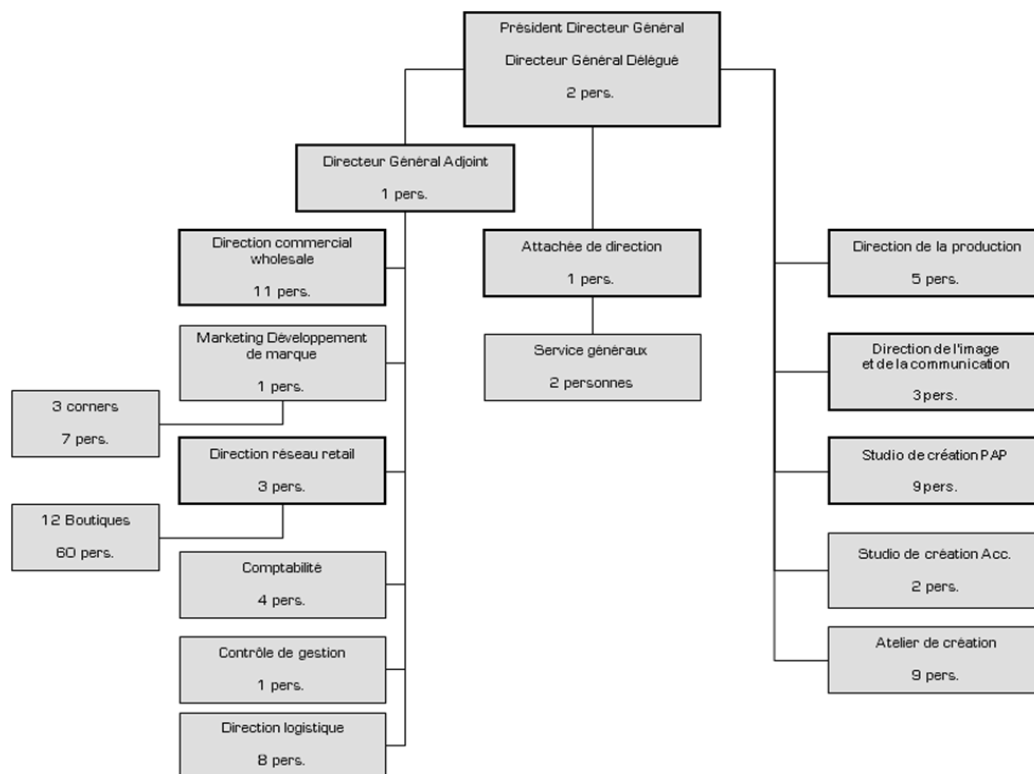 Président Directeur Général
Directeur Général Délégué
2 pers.
Directeur Général Adjoint
1 pers.
Direction commercial
wholesale
11 pers.
Attachée de direction
1 pers.
Direction de la production
5 pers.
Marketing Développement
de marque
1 pers.
Service généraux
2 personnes
Direction de l'image
et de la communication
3 pers.
3 corners
7 pers.
Direction réseau retail
3 pers.
Studio de création PAP
9 pers.
12 Boutiques
60 pers.
Comptabilité
4 pers.
Studio de création Acc.
2 pers.
Contrôle de gestion
1 pers.
Atelier de création
9 pers.
Direction logistique
8 pers.